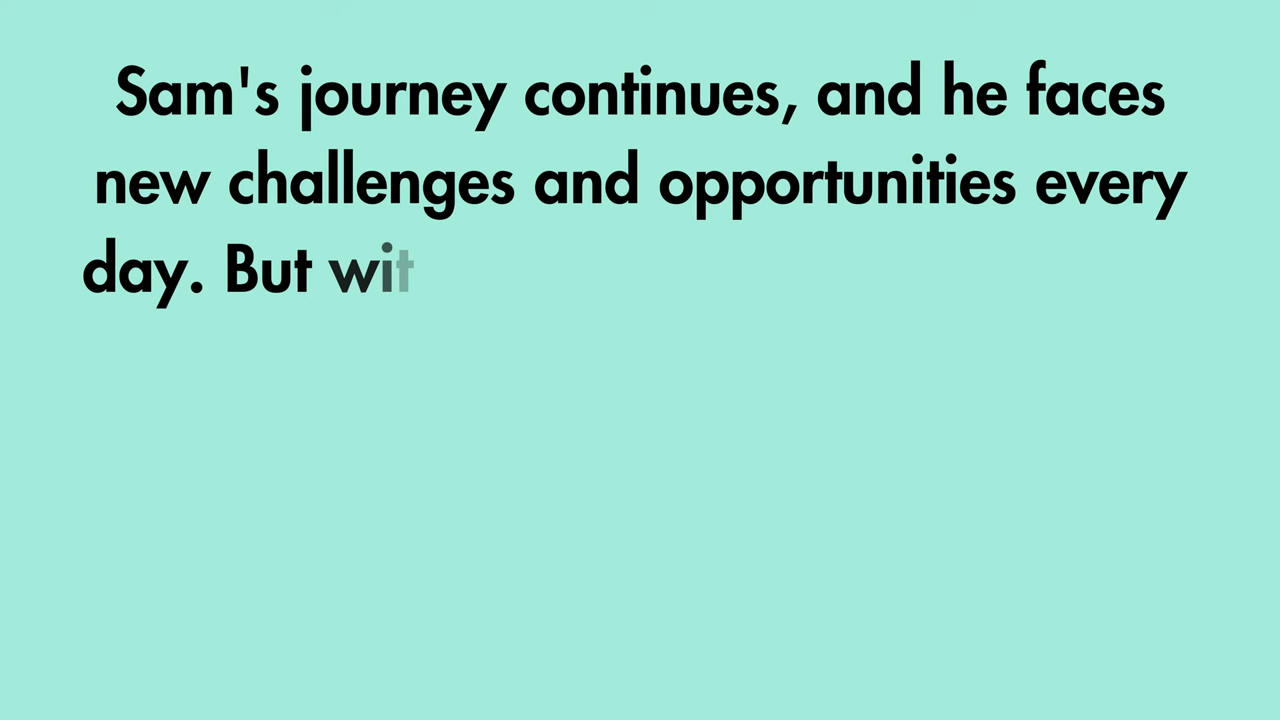 Sam's journey continues, and he faces
new challenges and opportunities every
day. But wit